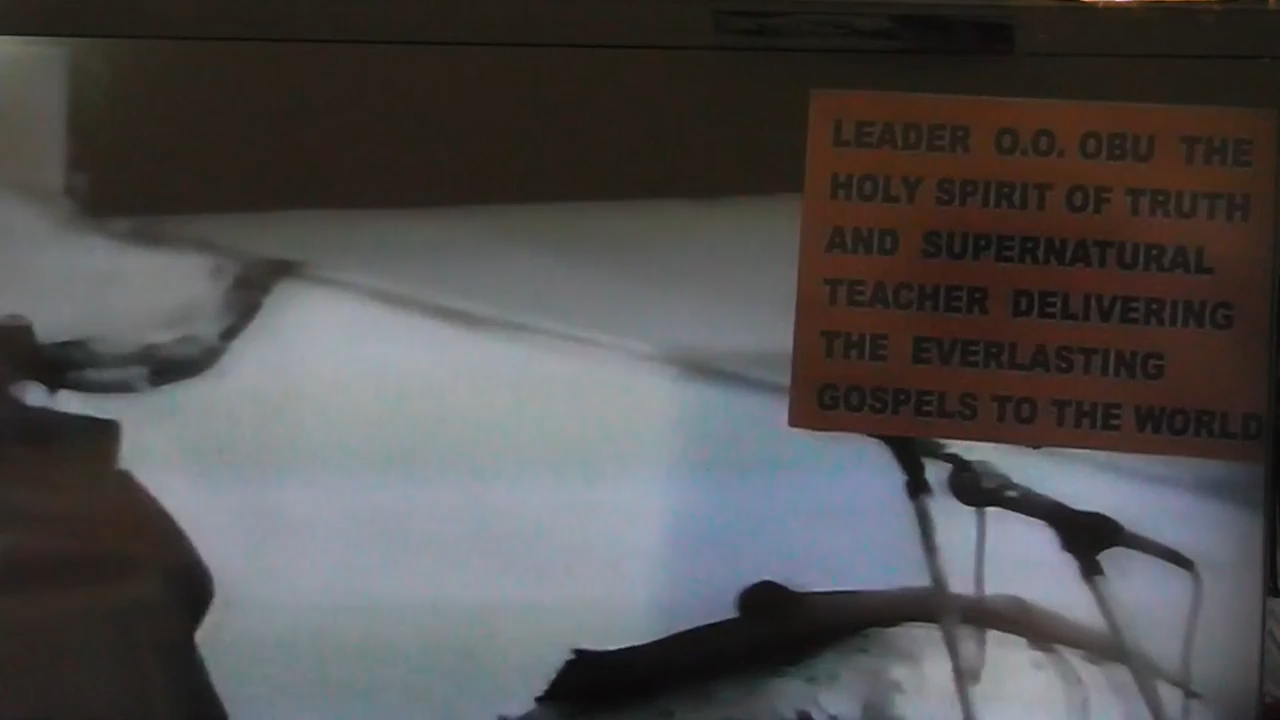 LEADER O.O. OBU THE
HOLY SPIRIT OF TRUTH
AND SUPERNATURAL
TEACHER DELIVERING
THE EVERLASTING
GOSPELS TO THE WORLD